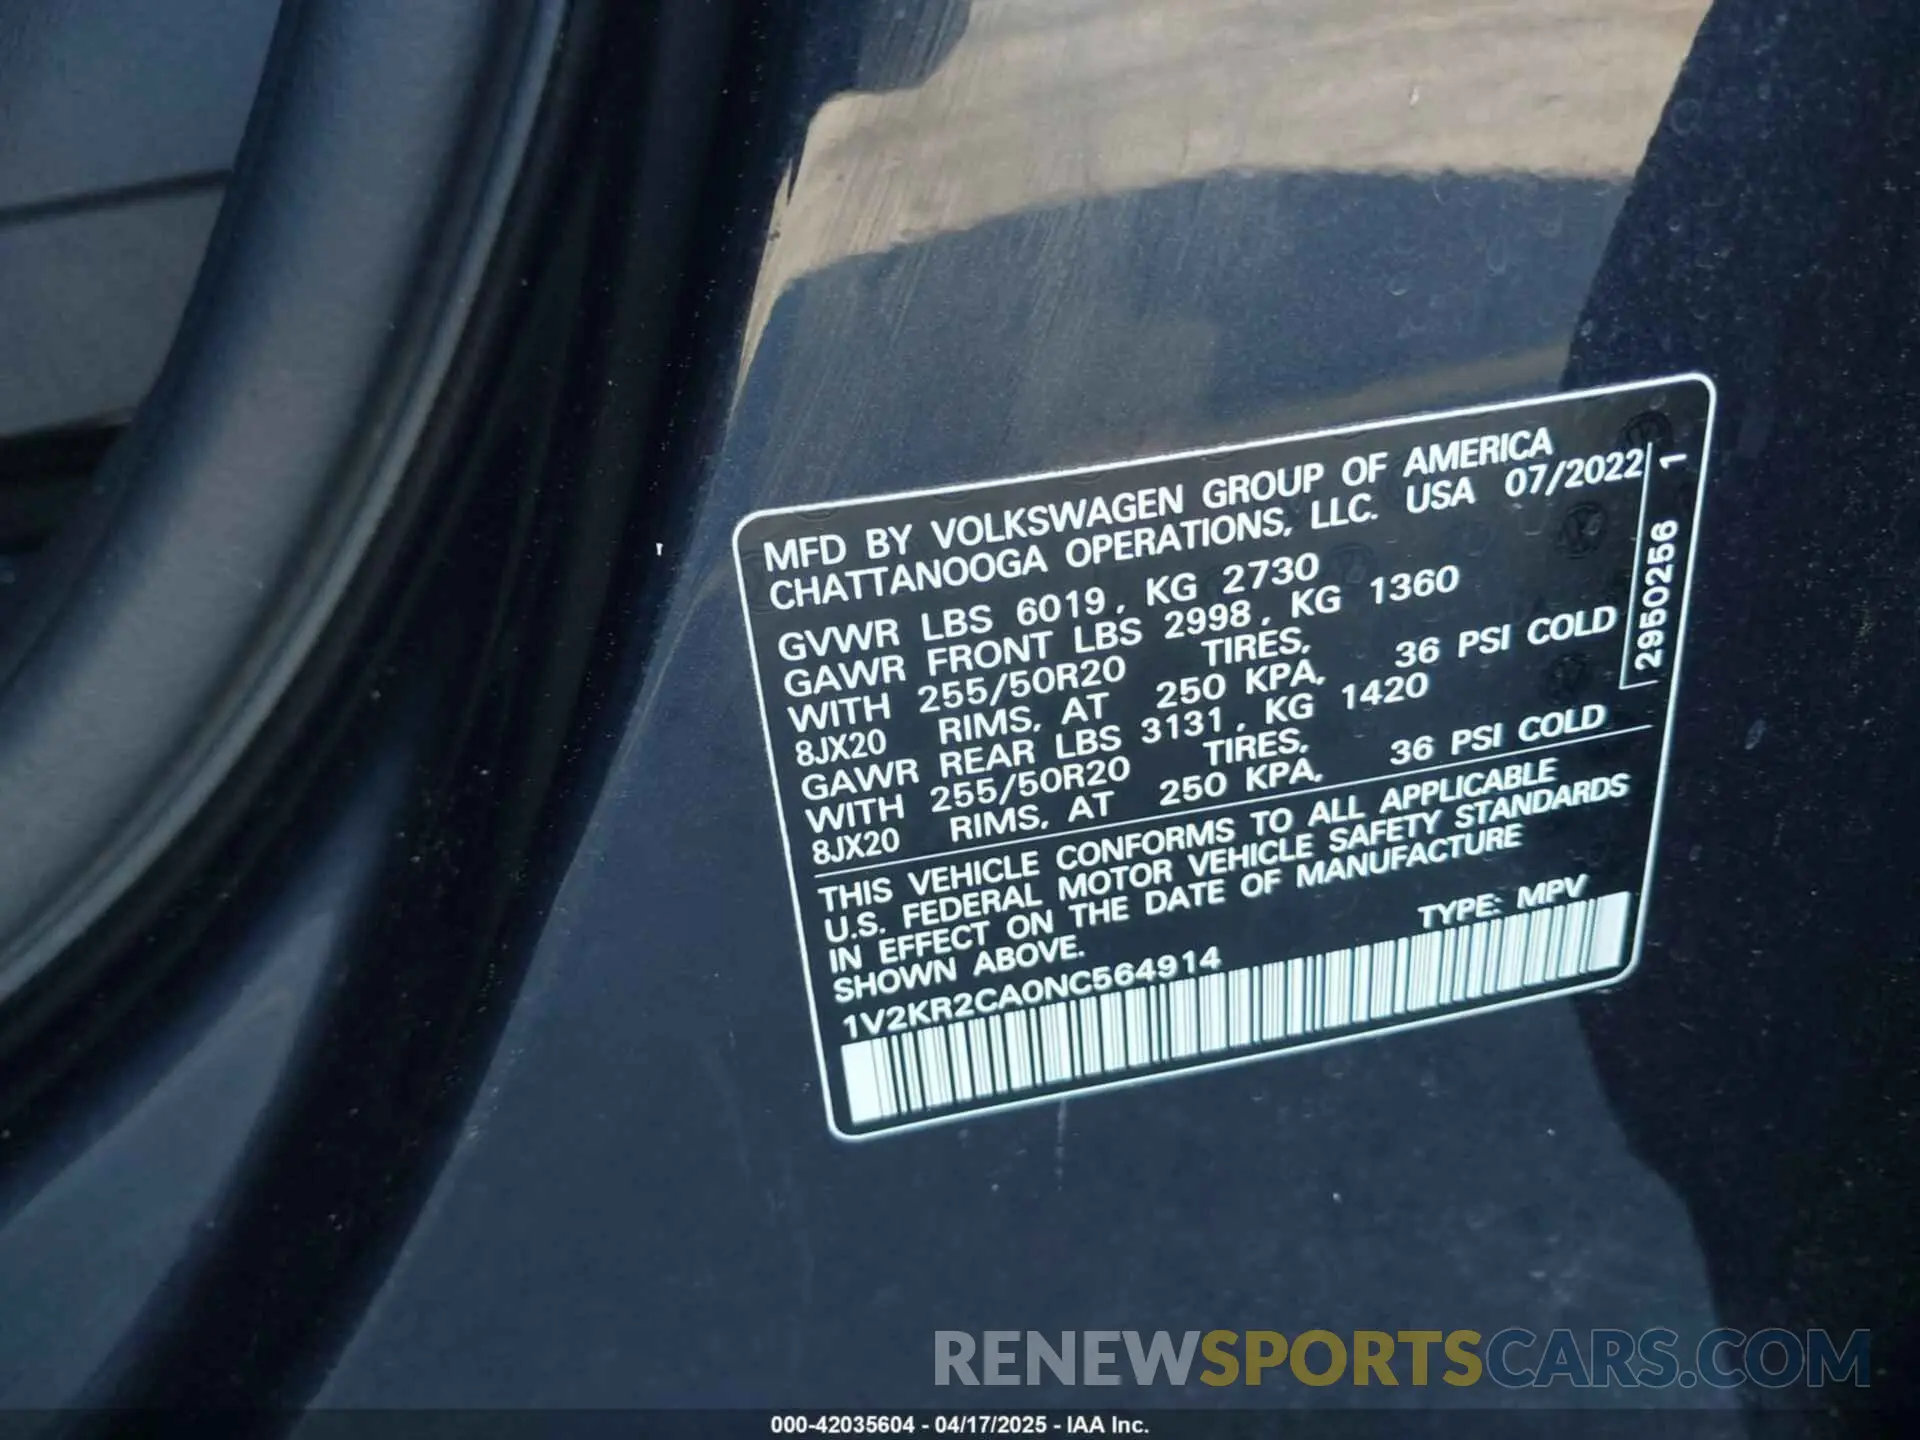 MFD BY VOLKSWAGEN GROUP OF AMERICA
CHATTANOOGA OPERATIONS, LLC. USA 07/2022
GVWR LBS 6019, KG 2730
GAWR FRONT LBS 2998, KG 1360
WITH 255/50R20 TIRES,
8JX20 RIMS, AT 250 KPA, 36 PSI COLD
GAWR REAR LBS 3131, KG 1420
WITH 255/50R20 TIRES,
8JX20 RIMS, AT 250 KPA, 36 PSI COLD
2950256 1
THIS VEHICLE CONFORMS TO ALL APPLICABLE
U.S. FEDERAL MOTOR VEHICLE SAFETY STANDARDS
IN EFFECT ON THE DATE OF MANUFACTURE
SHOWN ABOVE.
TYPE: MPV
1V2KR2CA0NC564914
RENEWSPORTSCARS.COM
000-42035604 - 04/17/2025 - IAA Inc.